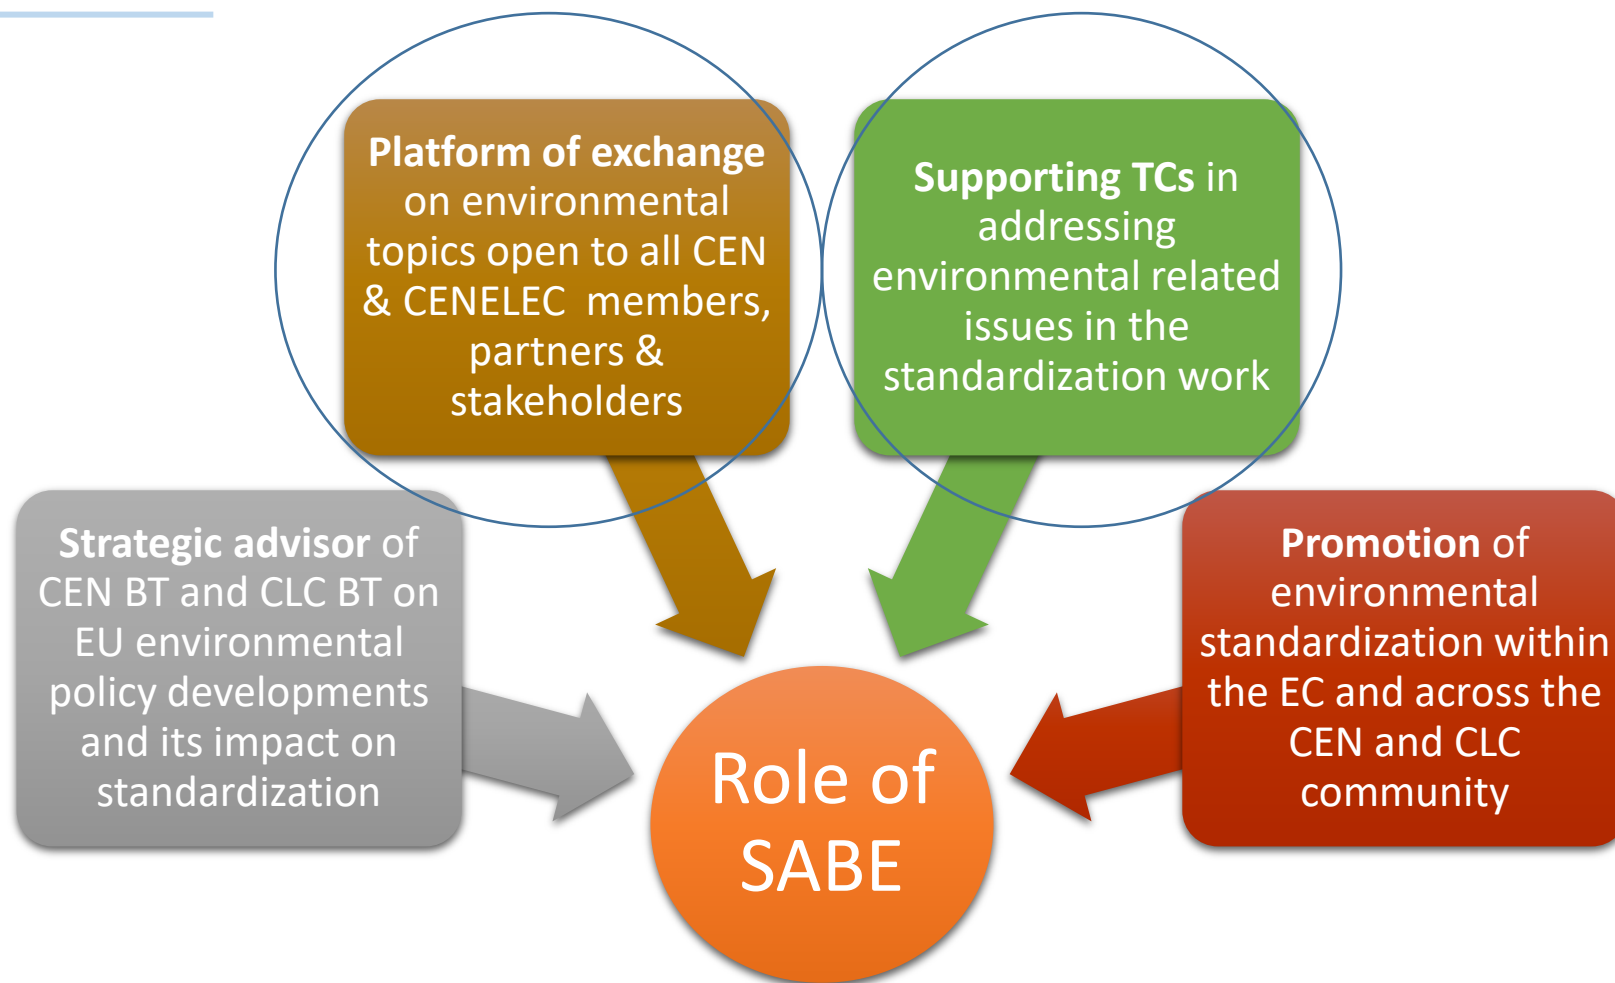 Platform of exchange
on environmental
topics open to all CEN
& CENELEC members,
partners &
stakeholders
Supporting TCs in
addressing
environmental related
issues in the
standardization work
Strategic advisor of
CEN BT and CLC BT on
EU environmental
policy developments
and its impact on
standardization
Promotion of
environmental
standardization within
the EC and across the
CEN and CLC
community
Role of
SABE